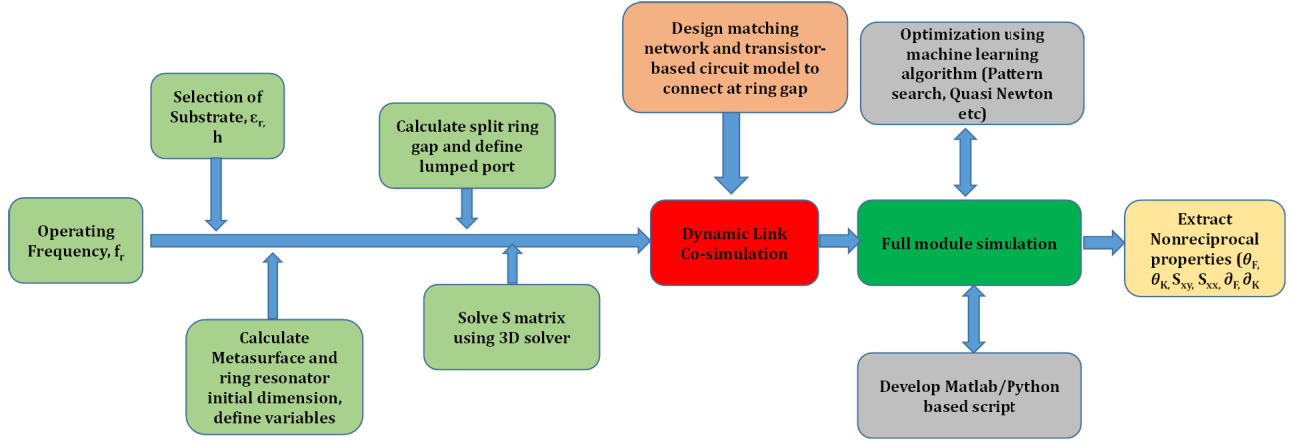 Operating
Frequency, fr
Selection of
Substrate, εr,
h
Calculate
Metasurface and
ring resonator
initial dimension,
define variables
Calculate split ring
gap and define
lumped port
Solve S matrix
using 3D solver
Design matching
network and transistor-
based circuit model to
connect at ring gap
Dynamic Link
Co-simulation
Optimization using
machine learning
algorithm (Pattern
search, Quasi Newton
etc)
Full module simulation
Develop Matlab/Python
based script
Extract
Nonreciprocal
properties (θF,
θK, Sxy, Sxx, ∂F, ∂K